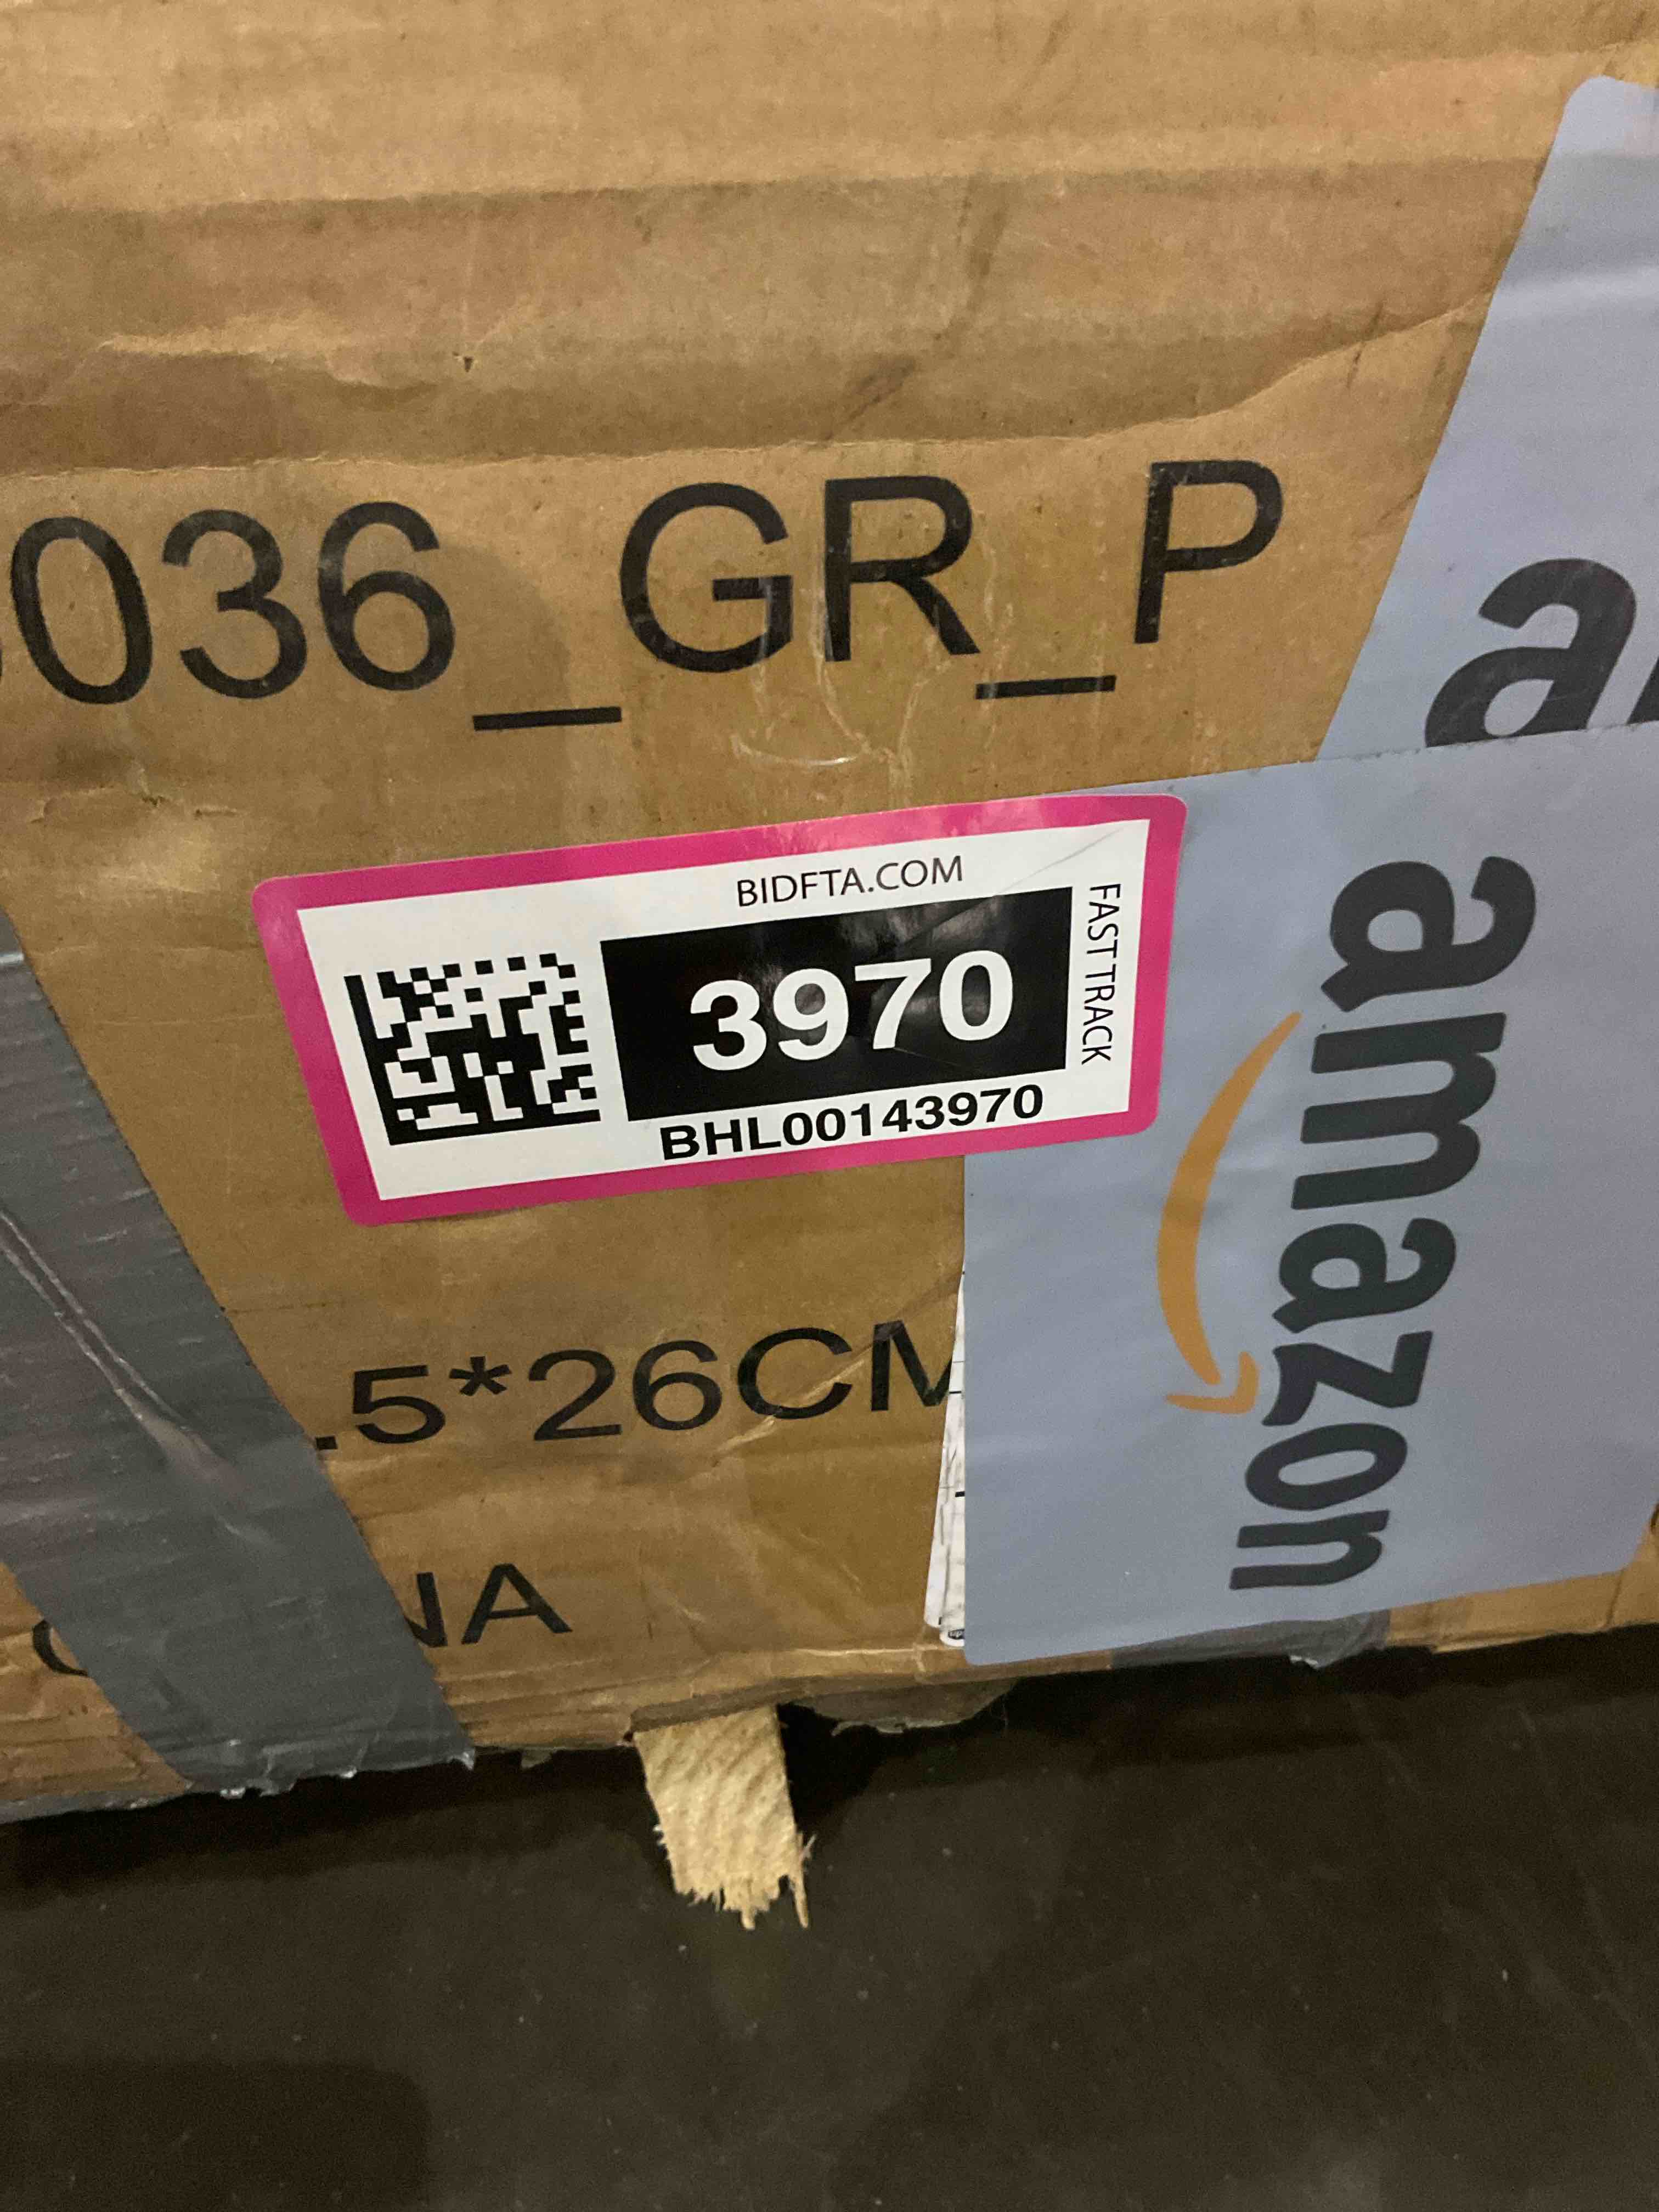 036_GR_P
a
BIDFTA.COM
3970
FAST TRACK
BHL00143970
amazon
.5*26CM
NA